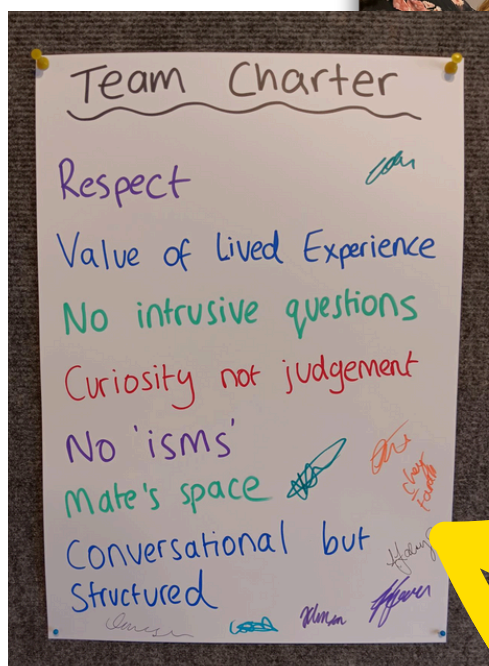 Team Charter
Respect
Value of Lived Experience
No intrusive questions
Curiosity not judgement
No 'isms'
Mate's space
Conversational but
Structured